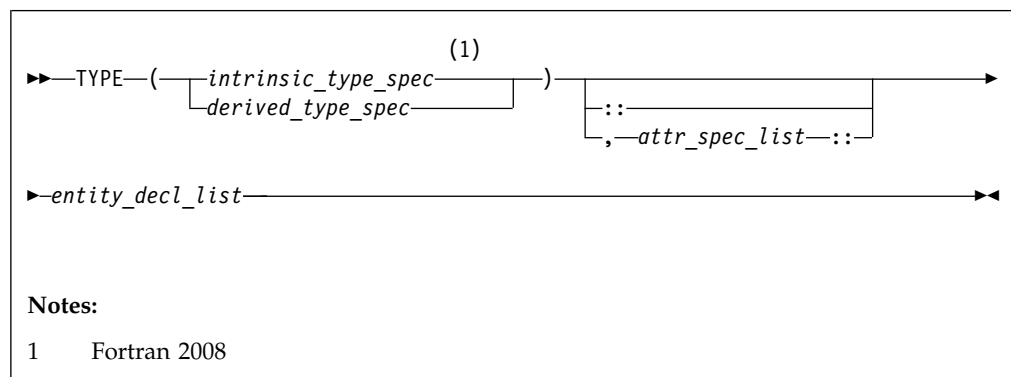 (1)
TYPE ( intrinsic_type_spec )
derived_type_spec ::
, attr_spec_list ::
entity_decl_list
Notes:
1 Fortran 2008